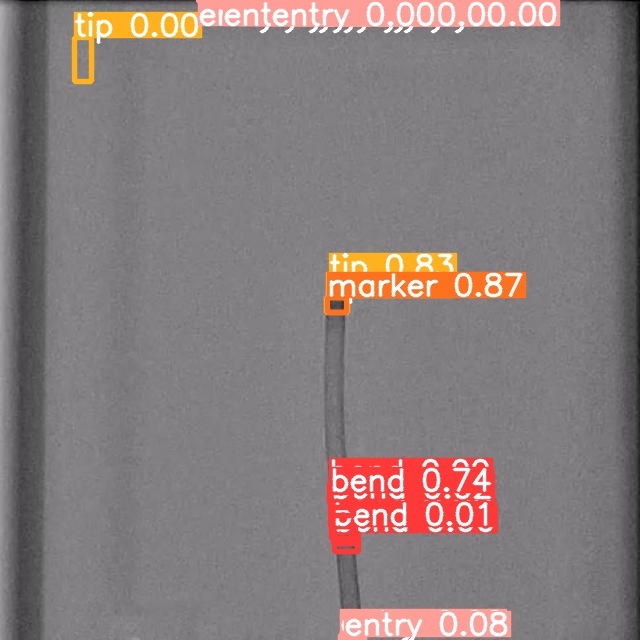 tip 0.00
tip 0.83
marker 0.87
bend 0.74
bend 0.01
entry 0.08